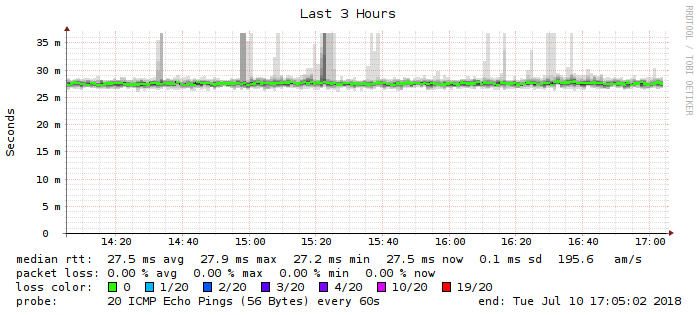 Last 3 Hours
RRDTOOL / TOBI OETIKER
Seconds
35 m
30 m
25 m
20 m
15 m
10 m
5 m
0
14:20 14:40 15:00 15:20 15:40 16:00 16:20 16:40 17:00
median rtt: 27.5 ms avg 27.9 ms max 27.2 ms min 27.5 ms now 0.1 ms sd 195.6 am/s
packet loss: 0.00 % avg 0.00 % max 0.00 % min 0.00 % now
loss color: 0 1/20 2/20 3/20 4/20 10/20 19/20
probe: 20 ICMP Echo Pings (56 Bytes) every 60s end: Tue Jul 10 17:05:02 2018